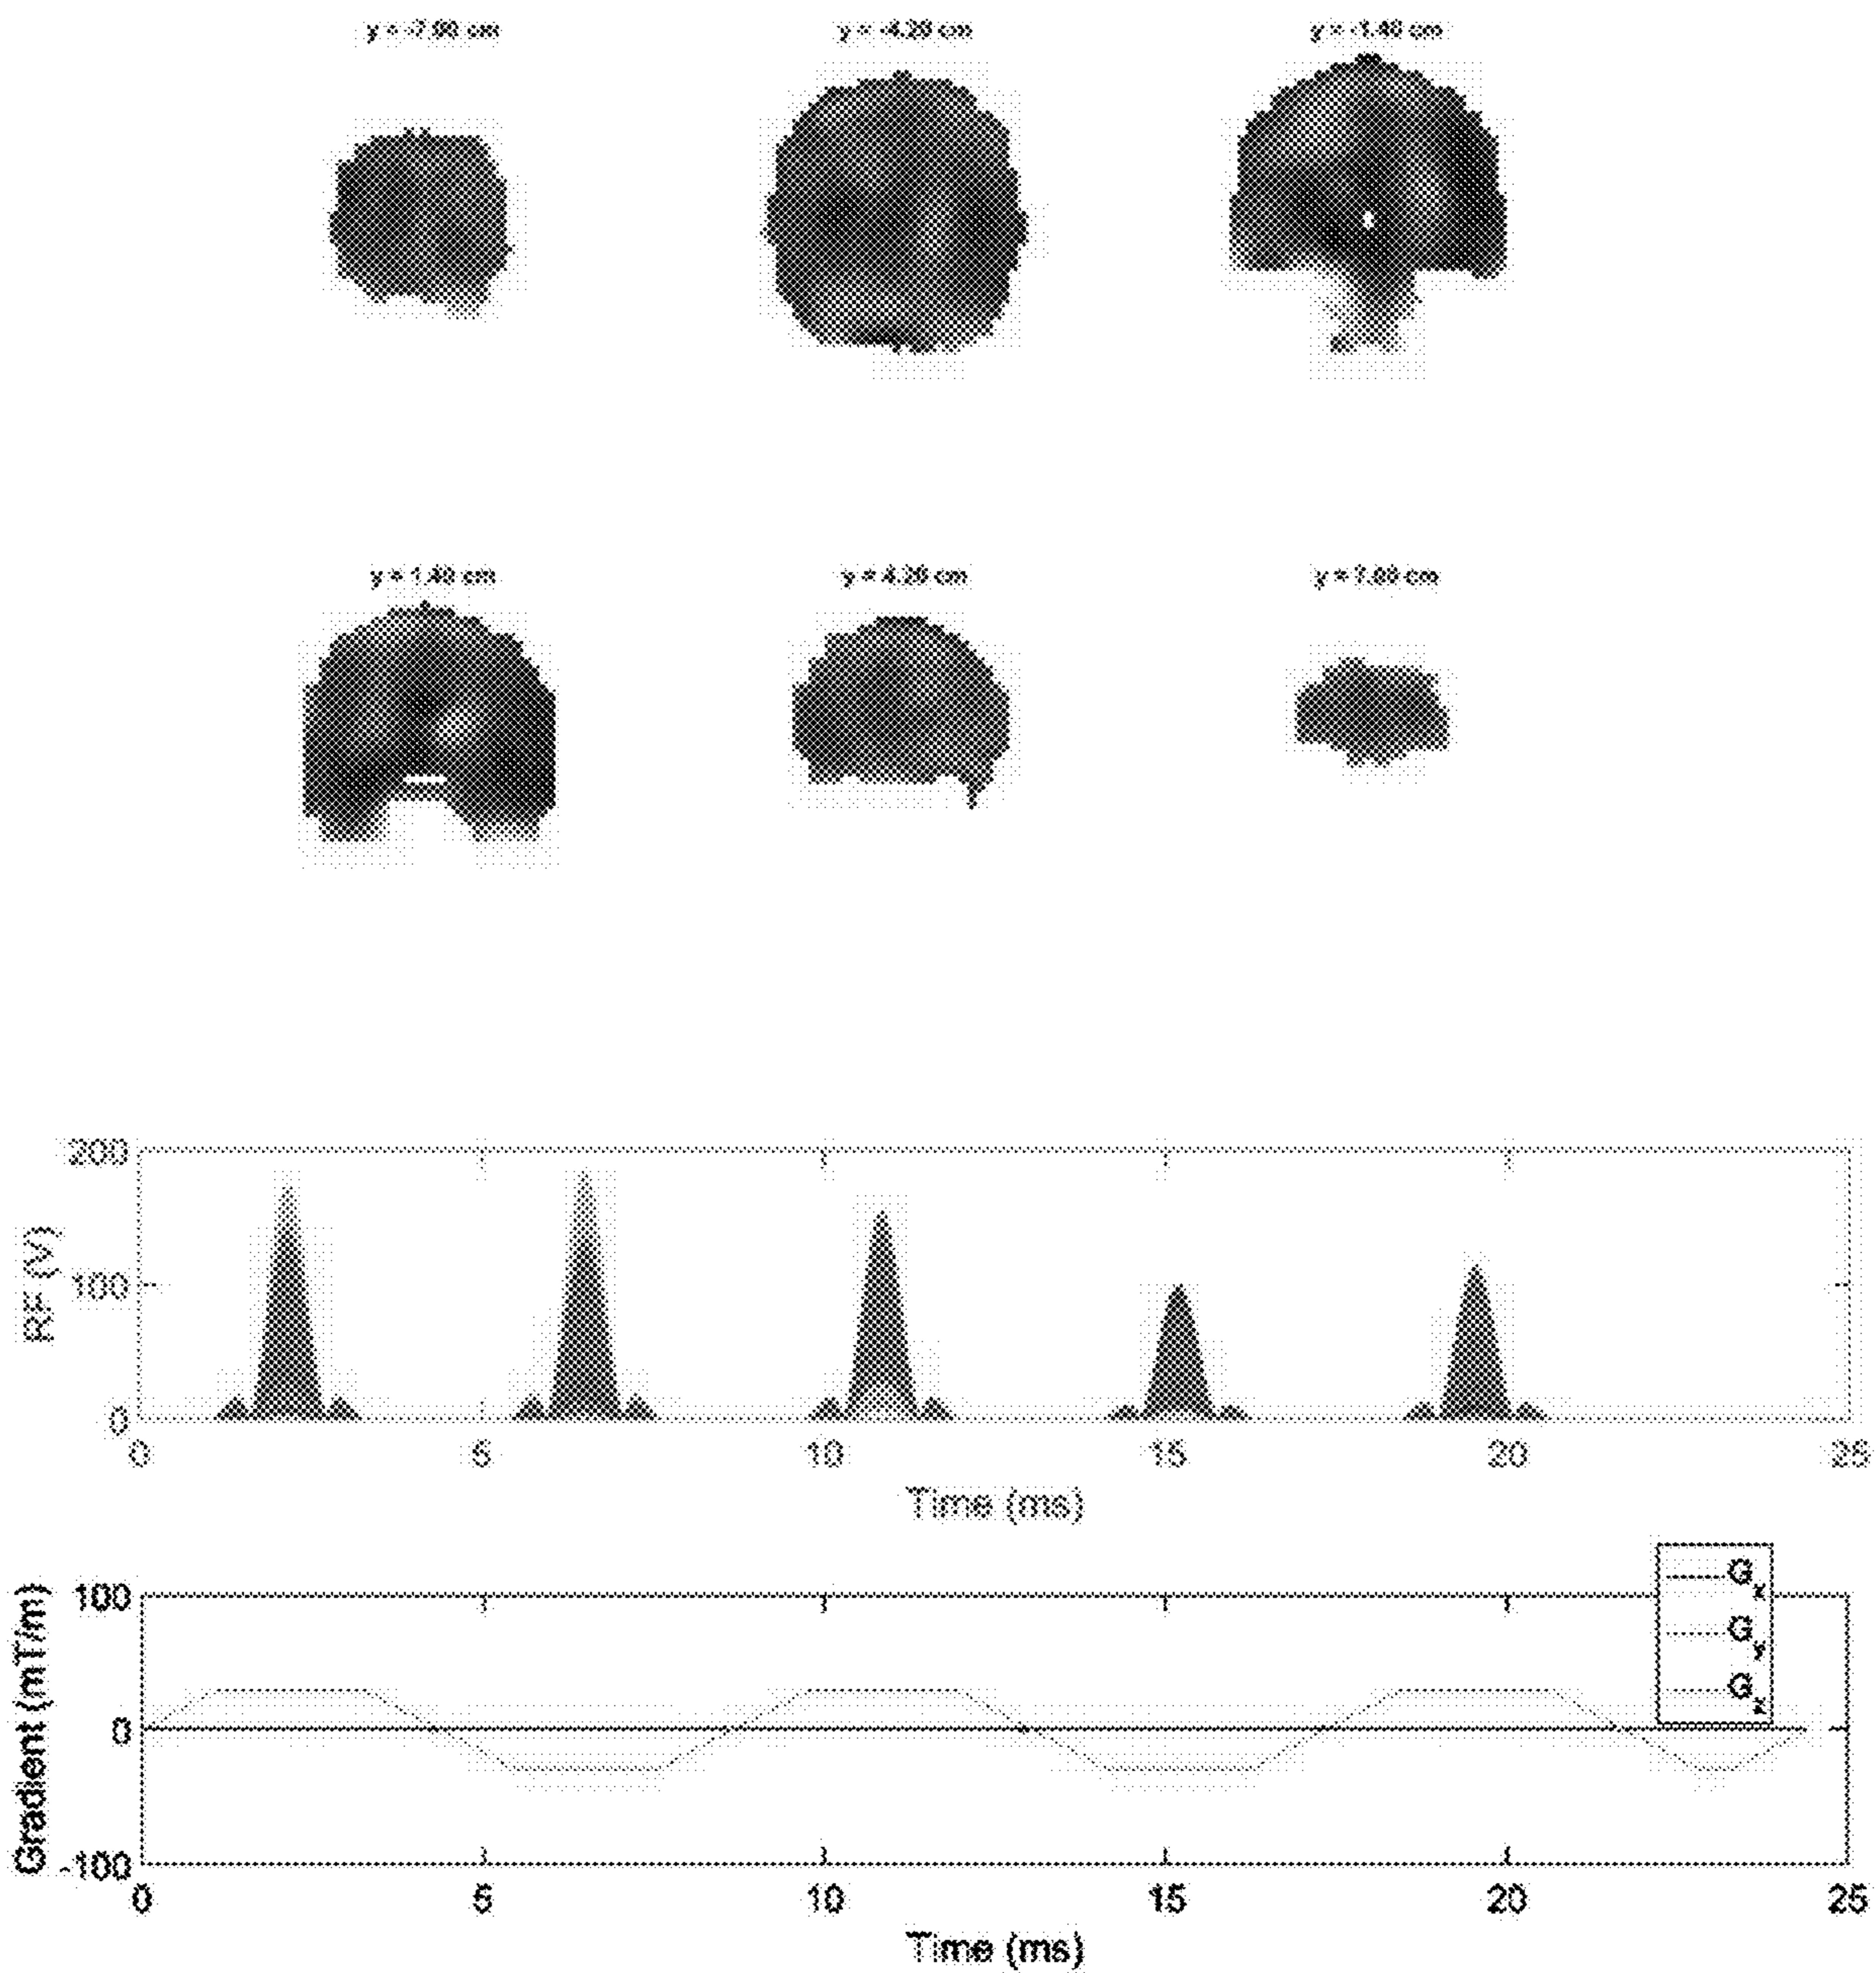 y = -7.00 cm
y = -4.20 cm
y = -1.40 cm
y = 1.40 cm
y = 4.20 cm
y = 7.00 cm
200
100
0
RF (V)
0 5 10 15 20 25
Time (ms)
100
0
-100
Gradient (mT/m)
G
G
G
0 5 10 15 20 25
Time (ms)